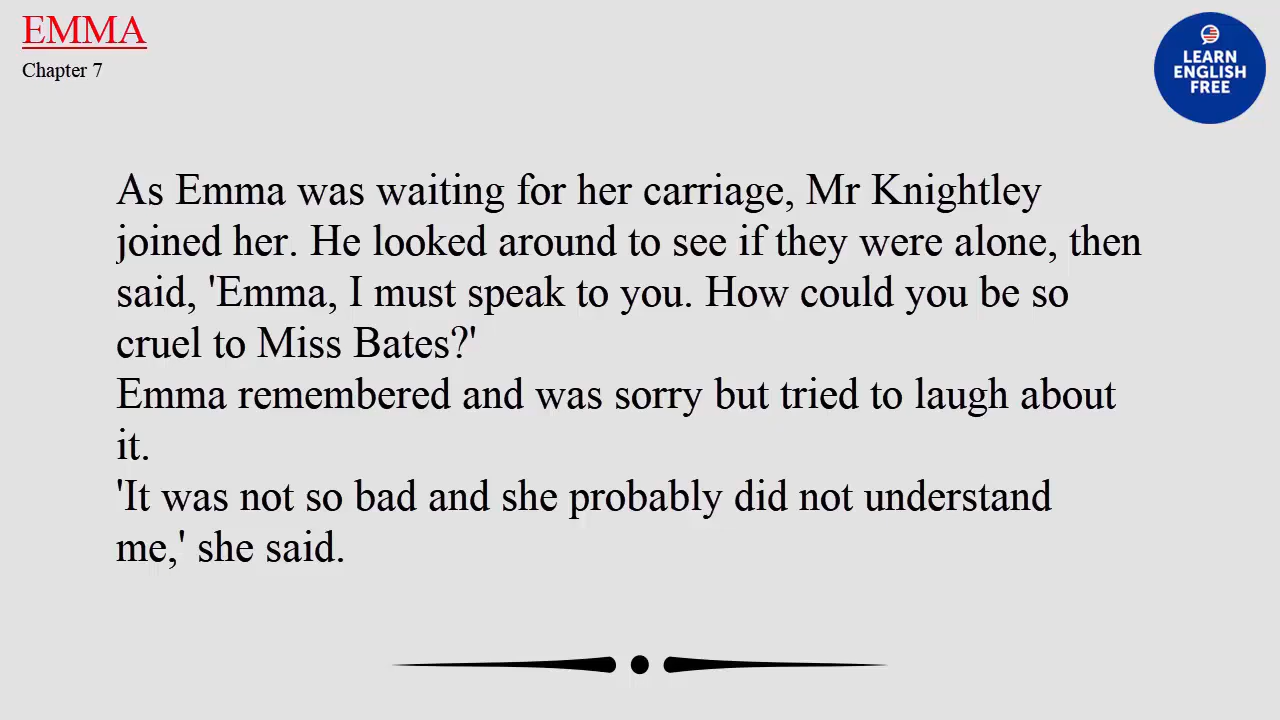 EMMA
Chapter 7
LEARN
ENGLISH
FREE
As Emma was waiting for her carriage, Mr Knightley
joined her. He looked around to see if they were alone, then
said, 'Emma, I must speak to you. How could you be so
cruel to Miss Bates?'
Emma remembered and was sorry but tried to laugh about
it.
'It was not so bad and she probably did not understand
me,' she said.